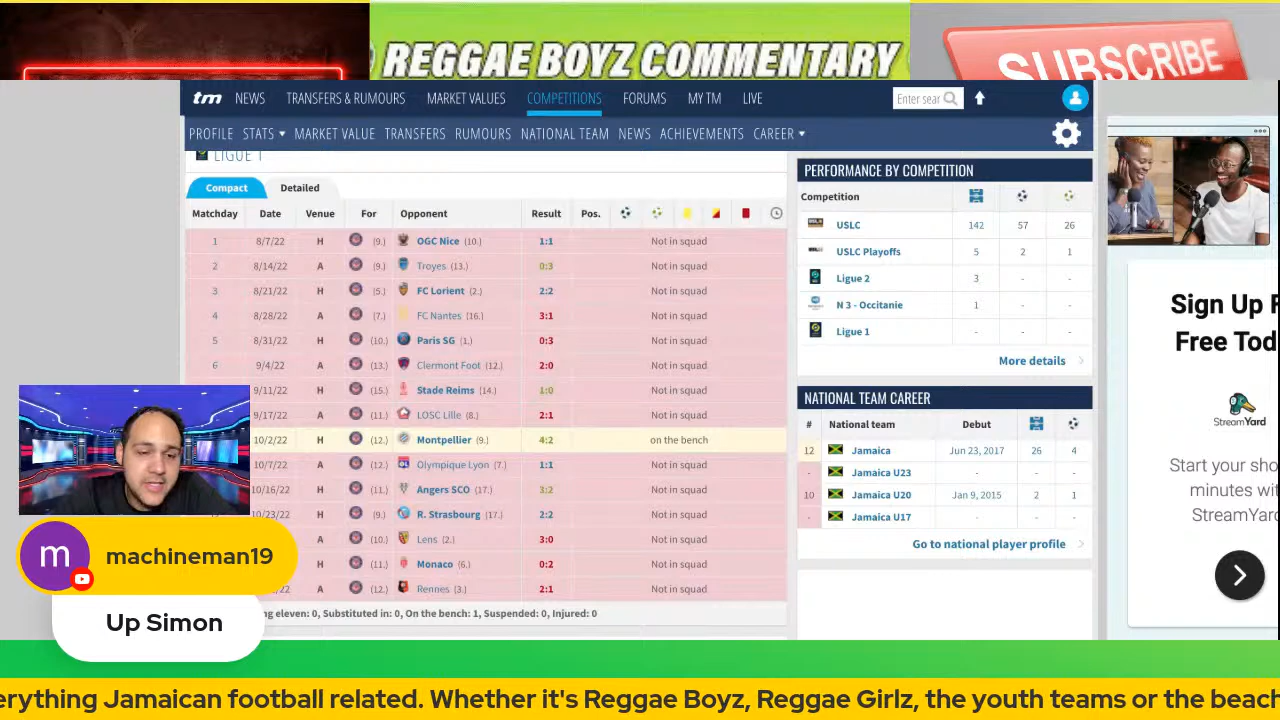 REGGAE BOYZ COMMENTARY
SUBSCRIBE
tm NEWS TRANSFERS & RUMOURS MARKET VALUES COMPETITIONS FORUMS MY TM LIVE Enter sear
PROFILE STATS MARKET VALUE TRANSFERS RUMOURS NATIONAL TEAM NEWS ACHIEVEMENTS CAREER
LIGUE 1
Compact Detailed
Matchday Date Venue For Opponent Result Pos.
1 8/7/22 H (9.) OGC Nice (10.) 1:1 Not in squad
2 8/14/22 A (9.) Troyes (13.) 0:3 Not in squad
3 8/21/22 H (5.) FC Lorient (2.) 2:2 Not in squad
4 8/28/22 A (7.) FC Nantes (16.) 3:1 Not in squad
5 8/31/22 H (10.) Paris SG (1.) 0:3 Not in squad
6 9/4/22 A (13.) Clermont Foot (12.) 2:0 Not in squad
9/11/22 H (15.) Stade Reims (14.) 1:0 Not in squad
9/17/22 A (11.) LOSC Lille (8.) 2:1 Not in squad
10/2/22 H (12.) Montpellier (9.) 4:2 on the bench
10/7/22 A (12.) Olympique Lyon (7.) 1:1 Not in squad
10/16/22 H (11.) Angers SCO (17.) 3:2 Not in squad
10/23/22 H (9.) R. Strasbourg (17.) 2:2 Not in squad
A (10.) Lens (2.) 3:0 Not in squad
H (11.) Monaco (6.) 0:2 Not in squad
A (12.) Rennes (3.) 2:1 Not in squad
ng eleven: 0, Substituted in: 0, On the bench: 1, Suspended: 0, Injured: 0
PERFORMANCE BY COMPETITION
Competition
USLC 142 57 26
USLC Playoffs 5 2 1
Ligue 2 3 - -
N 3 - Occitanie 1 - -
Ligue 1 - - -
More details
NATIONAL TEAM CAREER
# National team Debut
12 Jamaica Jun 23, 2017 26 4
- Jamaica U23 - - -
10 Jamaica U20 Jan 9, 2015 2 1
- Jamaica U17 - - -
Go to national player profile
Sign Up F
Free Tod
StreamYard
Start your sho
minutes wit
StreamYard
m machineman19
Up Simon
erything Jamaican football related. Whether it's Reggae Boyz, Reggae Girlz, the youth teams or the beach